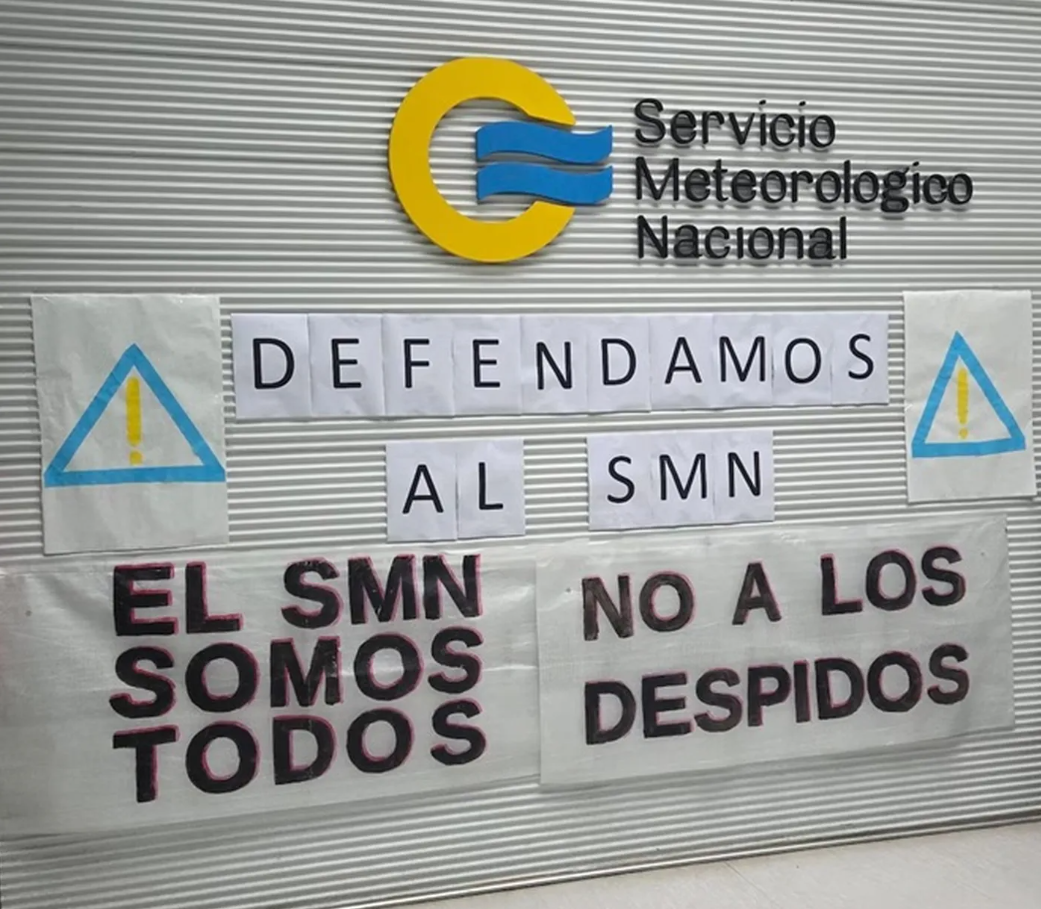 Servicio
Meteorologico
Nacional
!
DEFENDAMOS
!
AL SMN
EL SMN
SOMOS
TODOS
NO A LOS
DESPIDOS